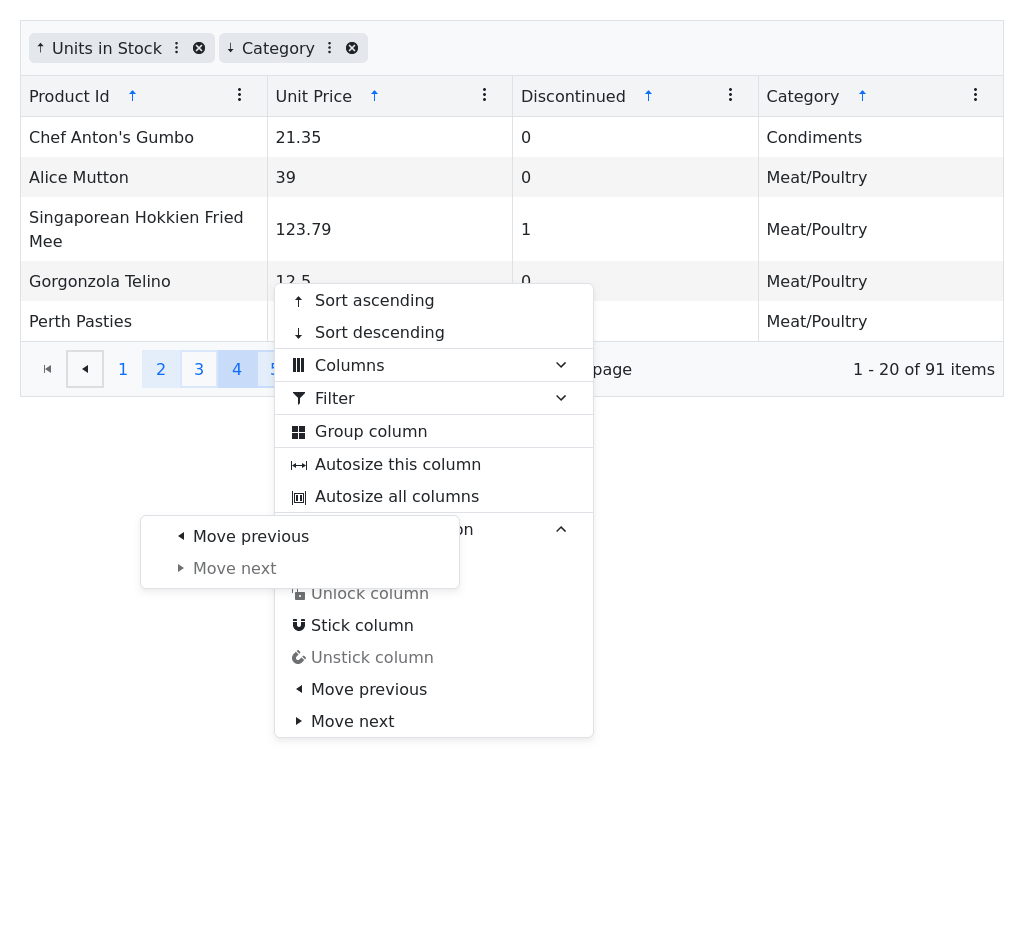 Units in Stock Category
Product Id Unit Price Discontinued Category
Chef Anton's Gumbo 21.35 0 Condiments
Alice Mutton 39 0 Meat/Poultry
Singaporean Hokkien Fried
Mee 123.79 1 Meat/Poultry
Gorgonzola Telino 12.5 0 Meat/Poultry
Perth Pasties Meat/Poultry
1 2 3 4 page 1 - 20 of 91 items
Sort ascending
Sort descending
Columns
Filter
Group column
Autosize this column
Autosize all columns
on
Move previous
Move next
Unlock column
Stick column
Unstick column
Move previous
Move next